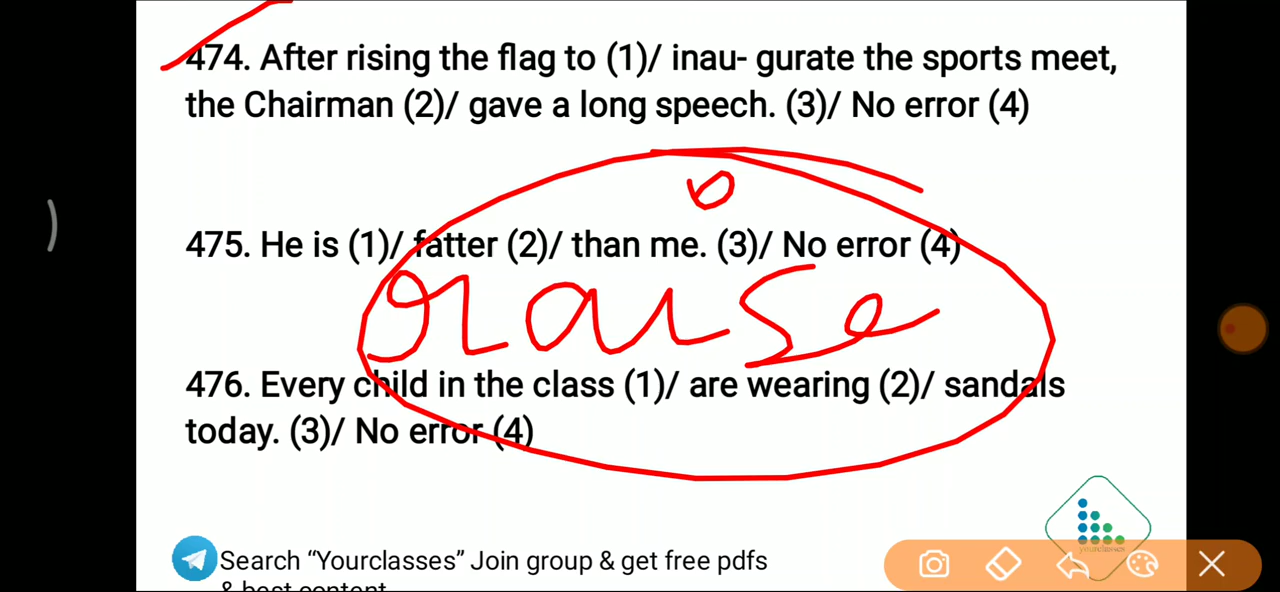 474. After rising the flag to (1)/ inau- gurate the sports meet,
the Chairman (2)/ gave a long speech. (3)/ No error (4)
475. He is (1)/ fatter (2)/ than me. (3)/ No error (4)
raise
476. Every child in the class (1)/ are wearing (2)/ sandals
today. (3)/ No error (4)
yourclasses
Search “Yourclasses” Join group & get free pdfs
& best content